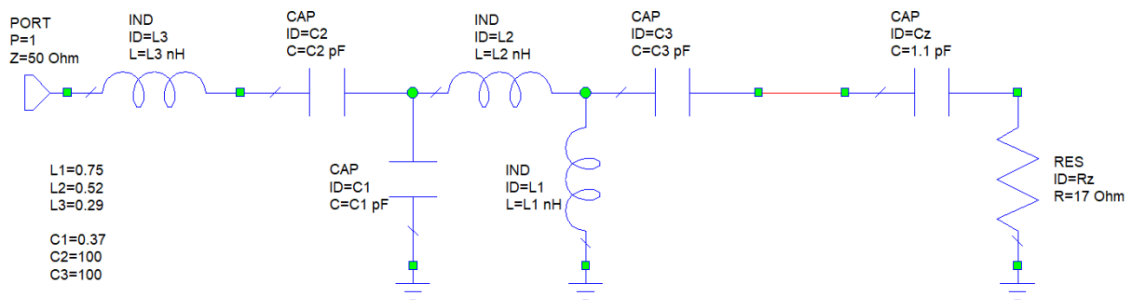 PORT
P=1
Z=50 Ohm
IND
ID=L3
L=L3 nH
CAP
ID=C2
C=C2 pF
IND
ID=L2
L=L2 nH
CAP
ID=C3
C=C3 pF
CAP
ID=Cz
C=1.1 pF
L1=0.75
L2=0.52
L3=0.29
C1=0.37
C2=100
C3=100
CAP
ID=C1
C=C1 pF
IND
ID=L1
L=L1 nH
RES
ID=Rz
R=17 Ohm